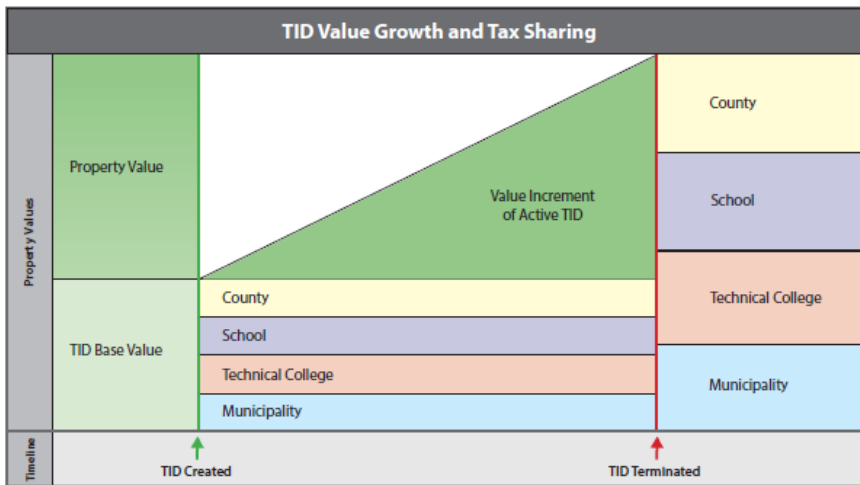 TID Value Growth and Tax Sharing
Property Values
Property Value
TID Base Value
Value Increment
of Active TID
County
School
Technical College
Municipality
County
School
Technical College
Municipality
Timeline
TID Created
TID Terminated